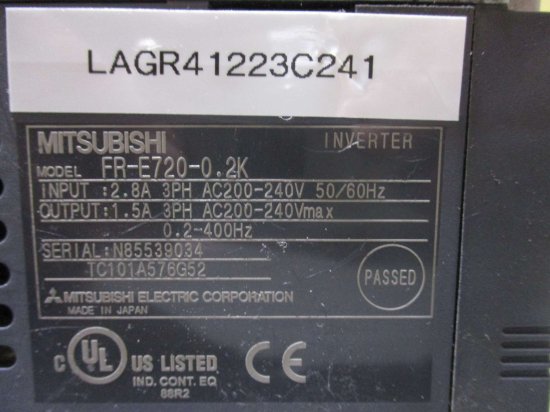 LAGR41223C241
MITSUBISHI INVERTER
MODEL FR-E720-0.2K
INPUT :2.8A 3PH AC200-240V 50/60Hz
OUTPUT:1.5A 3PH AC200-240Vmax
0.2-400Hz
SERIAL:N85539034
TC101A576G52
PASSED
MITSUBISHI ELECTRIC CORPORATION
MADE IN JAPAN
C UL US LISTED CE
IND. CONT. EQ
88R2